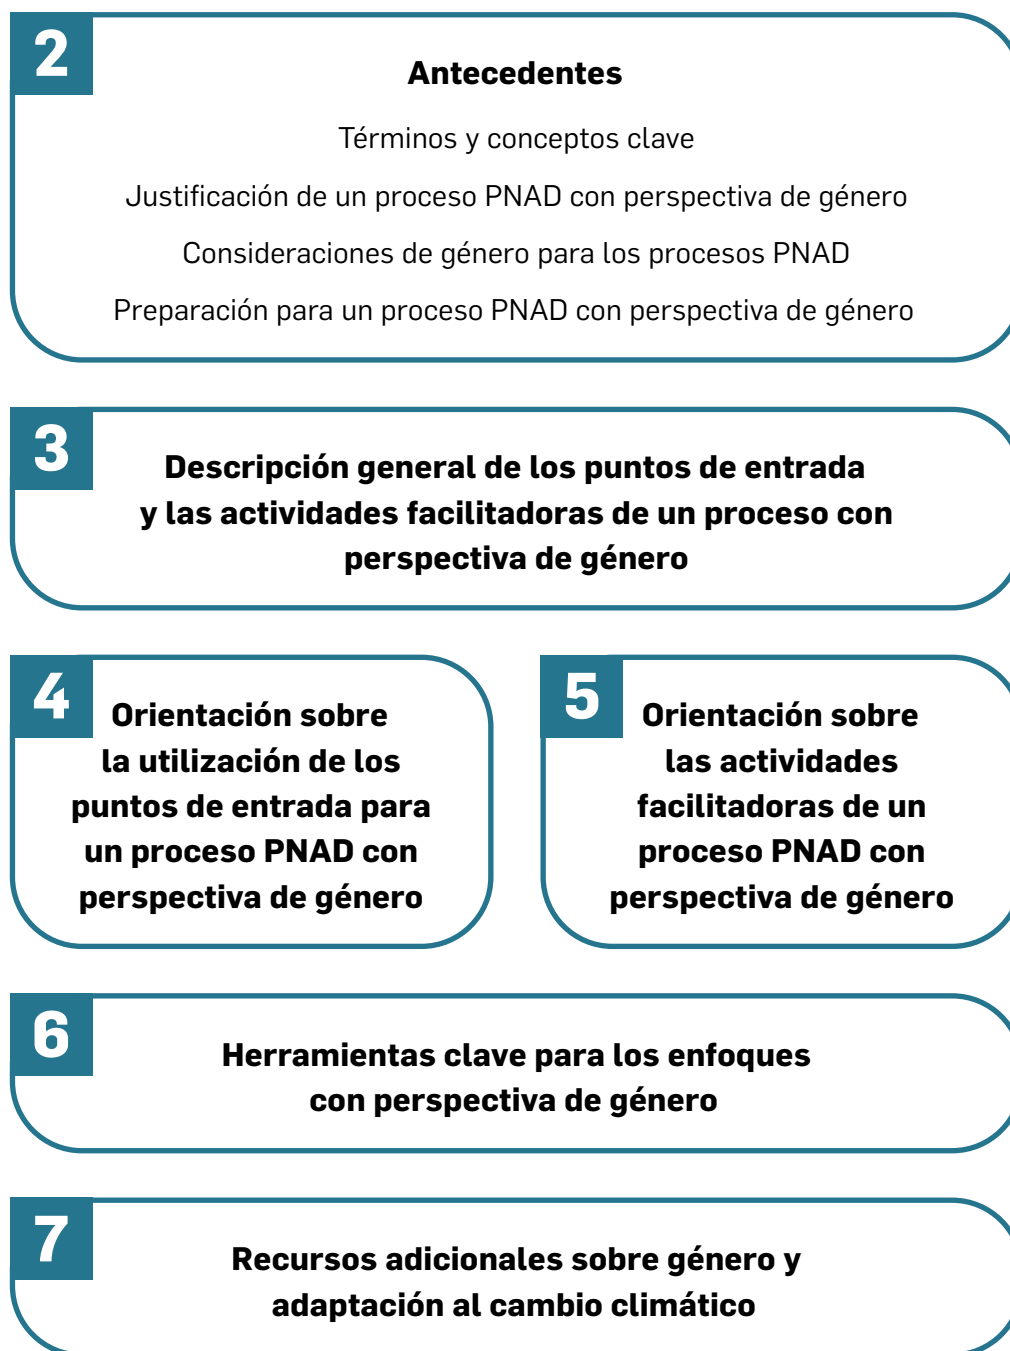 2
Antecedentes
Términos y conceptos clave
Justificación de un proceso PNAD con perspectiva de género
Consideraciones de género para los procesos PNAD
Preparación para un proceso PNAD con perspectiva de género
3
Descripción general de los puntos de entrada
y las actividades facilitadoras de un proceso con
perspectiva de género
4
Orientación sobre
la utilización de los
puntos de entrada para
un proceso PNAD con
perspectiva de género
5
Orientación sobre
las actividades
facilitadoras de un
proceso PNAD con
perspectiva de género
6
Herramientas clave para los enfoques
con perspectiva de género
7
Recursos adicionales sobre género y
adaptación al cambio climático